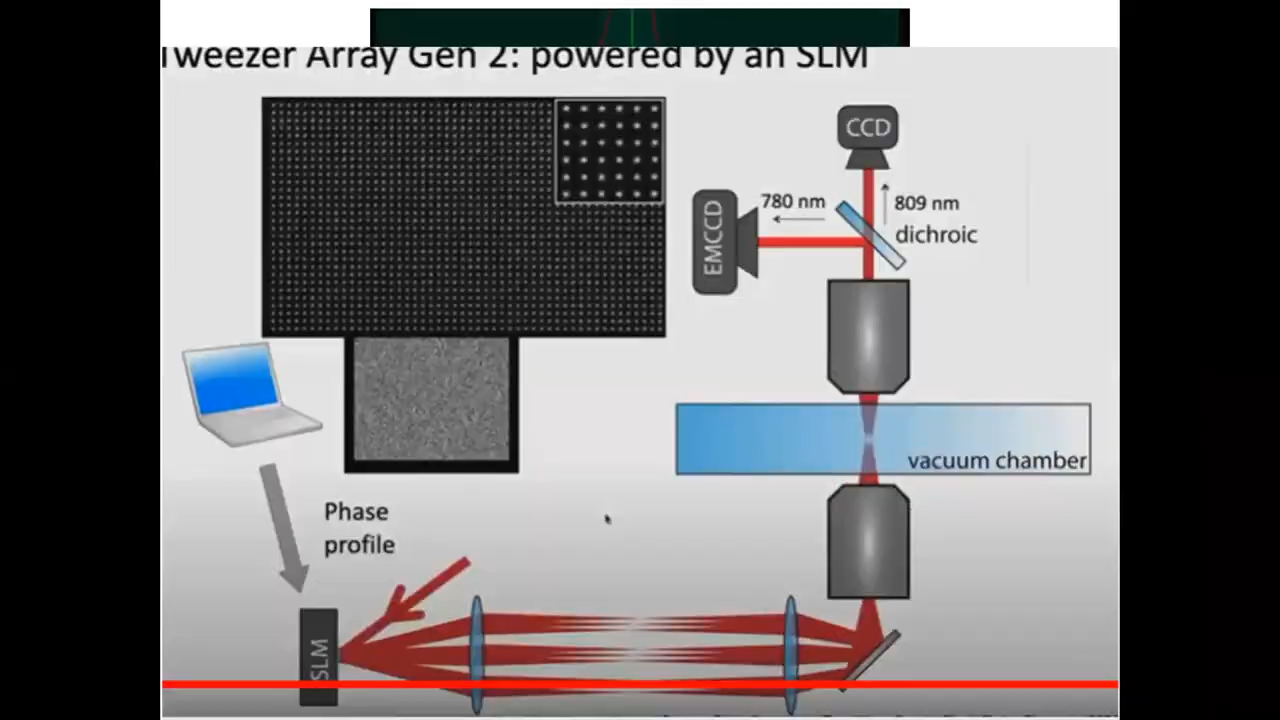 Tweezer Array Gen 2: powered by an SLM
CCD
780 nm
809 nm
dichroic
EMCCD
vacuum chamber
Phase
profile
SLM